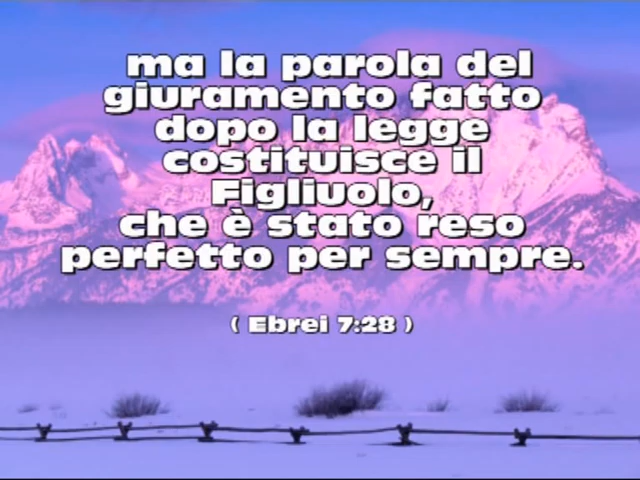 ma la parola del
giuramento fatto
dopo la legge
costituisce il
Figliuolo,
che è stato reso
perfetto per sempre.
( Ebrei 7:28 )